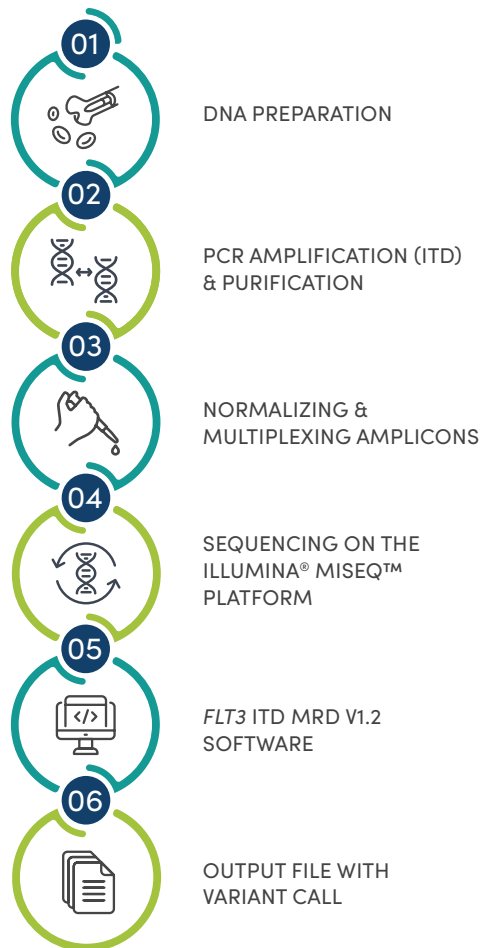 01
DNA PREPARATION
02
PCR AMPLIFICATION (ITD)
& PURIFICATION
03
NORMALIZING &
MULTIPLEXING AMPLICONS
04
SEQUENCING ON THE
ILLUMINA® MISEQ™
PLATFORM
05
</>
FLT3 ITD MRD V1.2
SOFTWARE
06
OUTPUT FILE WITH
VARIANT CALL